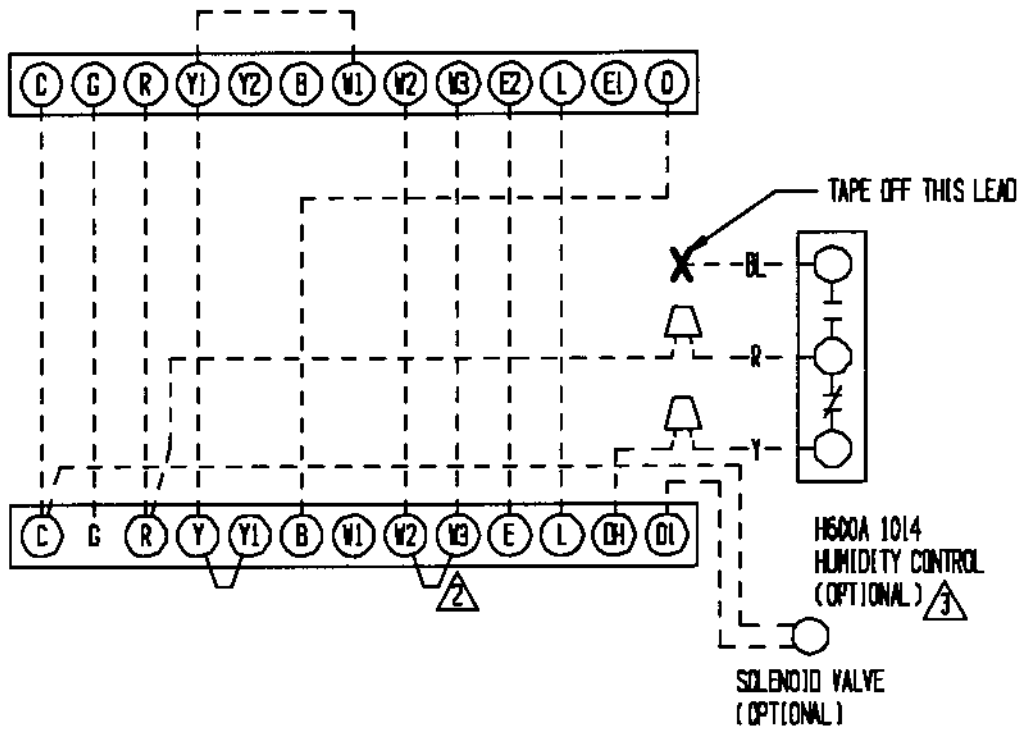 C G R Y1 Y2 B W1 W2 W3 E2 L E1 O
TAPE OFF THIS LEAD
BL
R
Y
C G R Y Y1 B W1 W2 W3 E L DH D1
2
H600A 1014
HUMIDITY CONTROL
(OPTIONAL) 3
SOLENOID VALVE
(OPTIONAL)